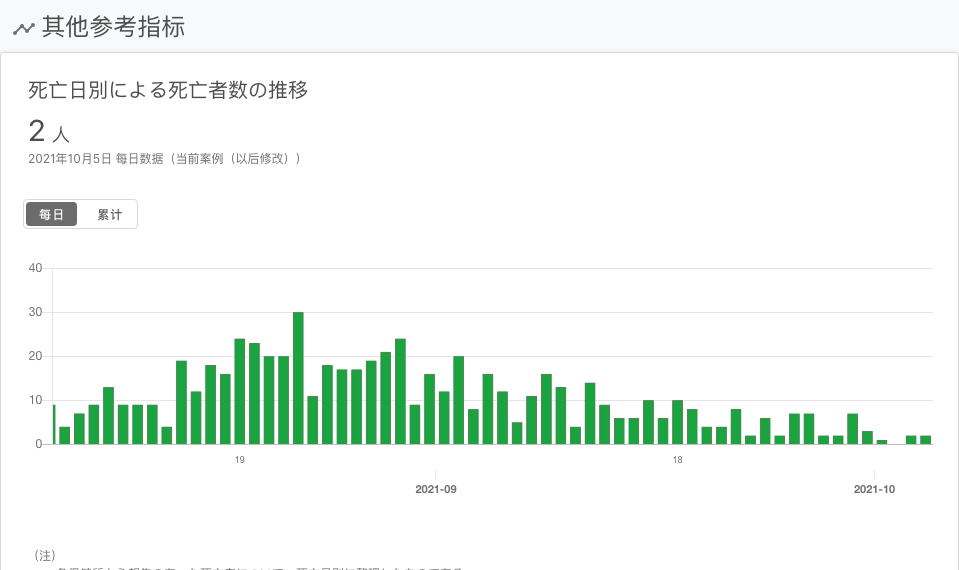 其他参考指标
死亡日別による死亡者数の推移
2 人
2021年10月5日 每日数据（当前案例（以后修改））
每日 累计
40
30
20
10
0
19 18
2021-09 2021-10
（注）